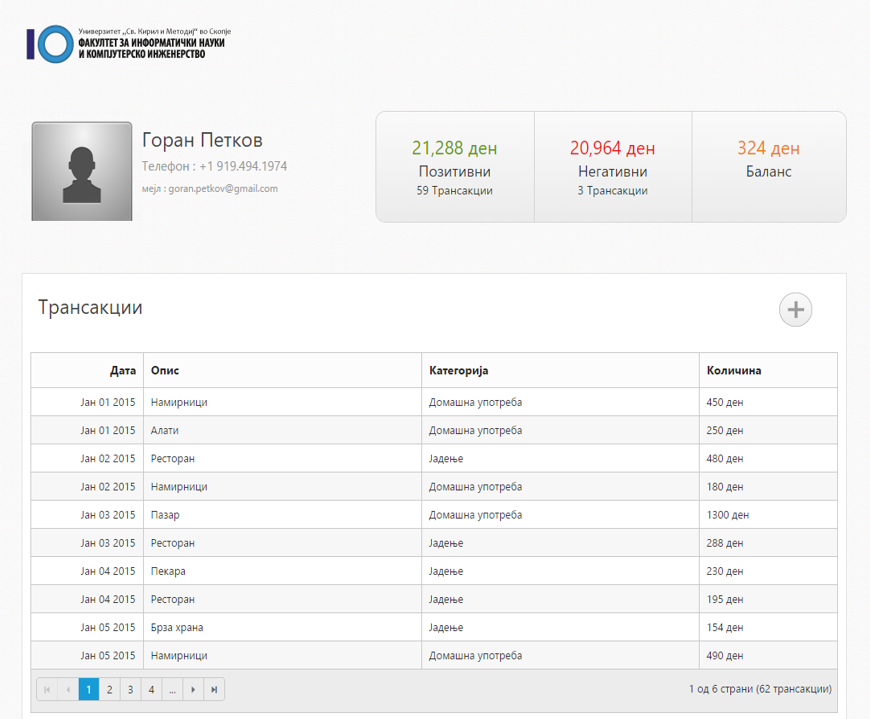 Универзитет „Св. Кирил и Методиј“ во Скопје
ФАКУЛТЕТ ЗА ИНФОРМАТИЧКИ НАУКИ
И КОМПЈУТЕРСКО ИНЖЕНЕРСТВО
Горан Петков
Телефон : +1 919.494.1974
мејл : goran.petkov@gmail.com
21,288 ден
Позитивни
59 Трансакции
20,964 ден
Негативни
3 Трансакции
324 ден
Баланс
Трансакции
Дата Опис Категорија Количина
Јан 01 2015 Намирници Домашна употреба 450 ден
Јан 01 2015 Алати Домашна употреба 250 ден
Јан 02 2015 Ресторан Јадење 480 ден
Јан 02 2015 Намирници Домашна употреба 180 ден
Јан 03 2015 Пазар Домашна употреба 1300 ден
Јан 03 2015 Ресторан Јадење 288 ден
Јан 04 2015 Пекара Јадење 230 ден
Јан 04 2015 Ресторан Јадење 195 ден
Јан 05 2015 Брза храна Јадење 154 ден
Јан 05 2015 Намирници Домашна употреба 490 ден
1 2 3 4 ... 1 од 6 страни (62 трансакции)